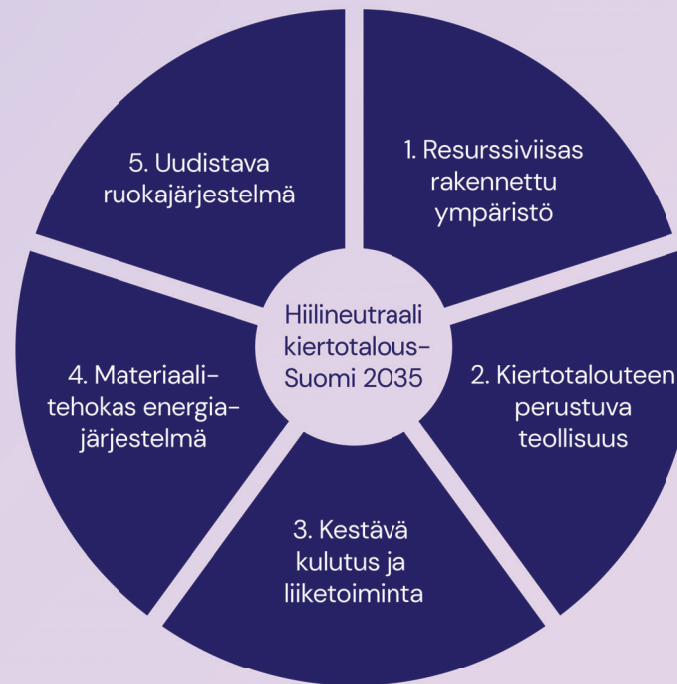 Hiilineutraali
kiertotalous-
Suomi 2035
1. Resurssiviisas
rakennettu
ympäristö
2. Kiertotalouteen
perustuva
teollisuus
3. Kestävä
kulutus ja
liiketoiminta
4. Materiaali-
tehokas energia-
järjestelmä
5. Uudistava
ruokajärjestelmä